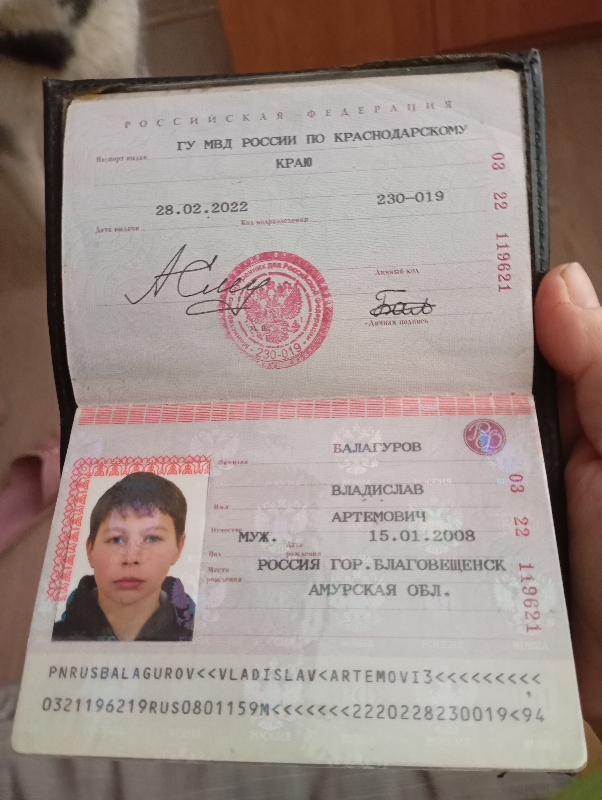 РОССИЙСКАЯ ФЕДЕРАЦИЯ
Паспорт выдан ГУ МВД РОССИИ ПО КРАСНОДАРСКОМУ
КРАЮ
28.02.2022 230-019
Дата выдачи Код подразделения
03 22 119621
Личный код
Личная подпись
230-019
Фамилия БАЛАГУРОВ
Имя ВЛАДИСЛАВ
Отчество АРТЕМОВИЧ
Пол МУЖ. Дата рождения 15.01.2008
Место рождения РОССИЯ ГОР.БЛАГОВЕЩЕНСК
АМУРСКАЯ ОБЛ.
03 22 119621
PNRUSBALAGUROV<<VLADISLAV<ARTEMOVI3<<<<<<<<<
0321196219RUS0801159M<<<<<<<2220228230019<94